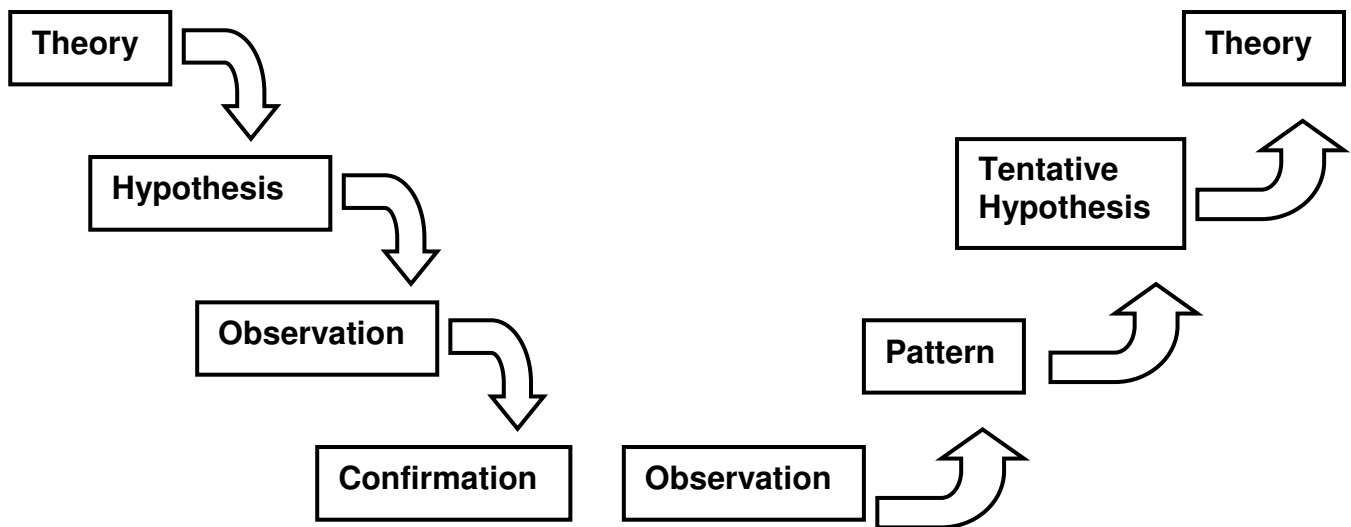 Theory
Hypothesis
Observation
Confirmation
Observation
Pattern
Tentative
Hypothesis
Theory